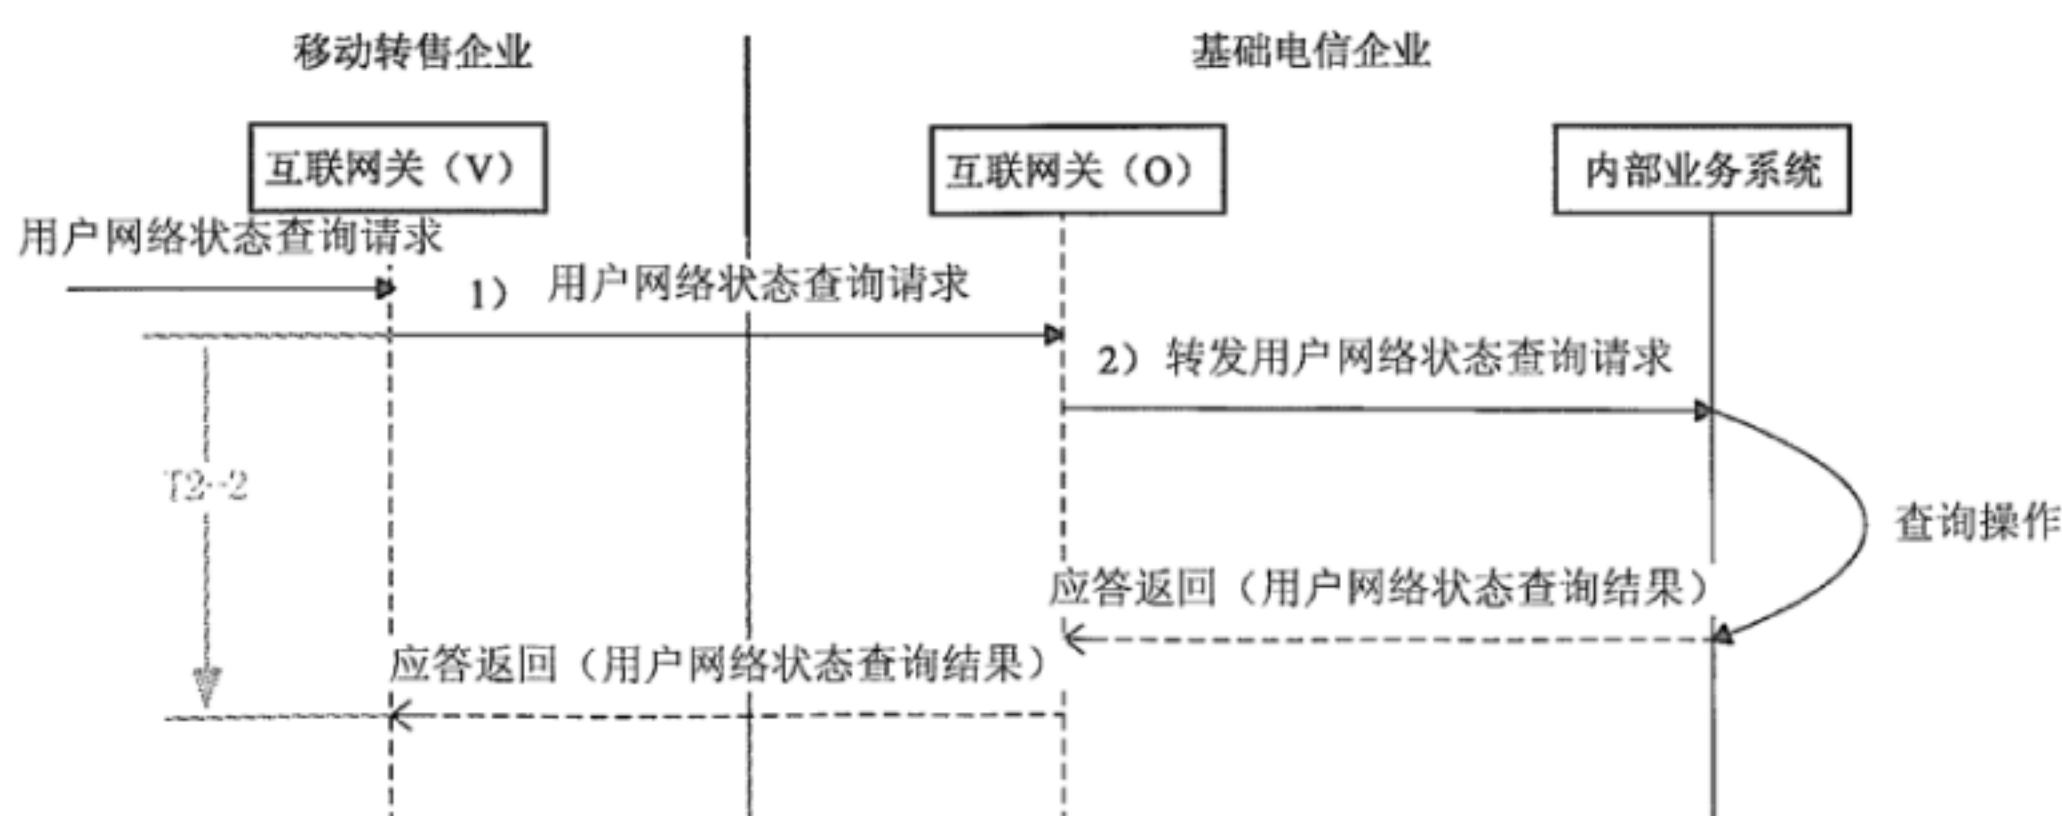 移动转售企业
基础电信企业
互联网关（V）
互联网关（O）
内部业务系统
用户网络状态查询请求
1） 用户网络状态查询请求
2）转发用户网络状态查询请求
T2-2
查询操作
应答返回（用户网络状态查询结果）
应答返回（用户网络状态查询结果）